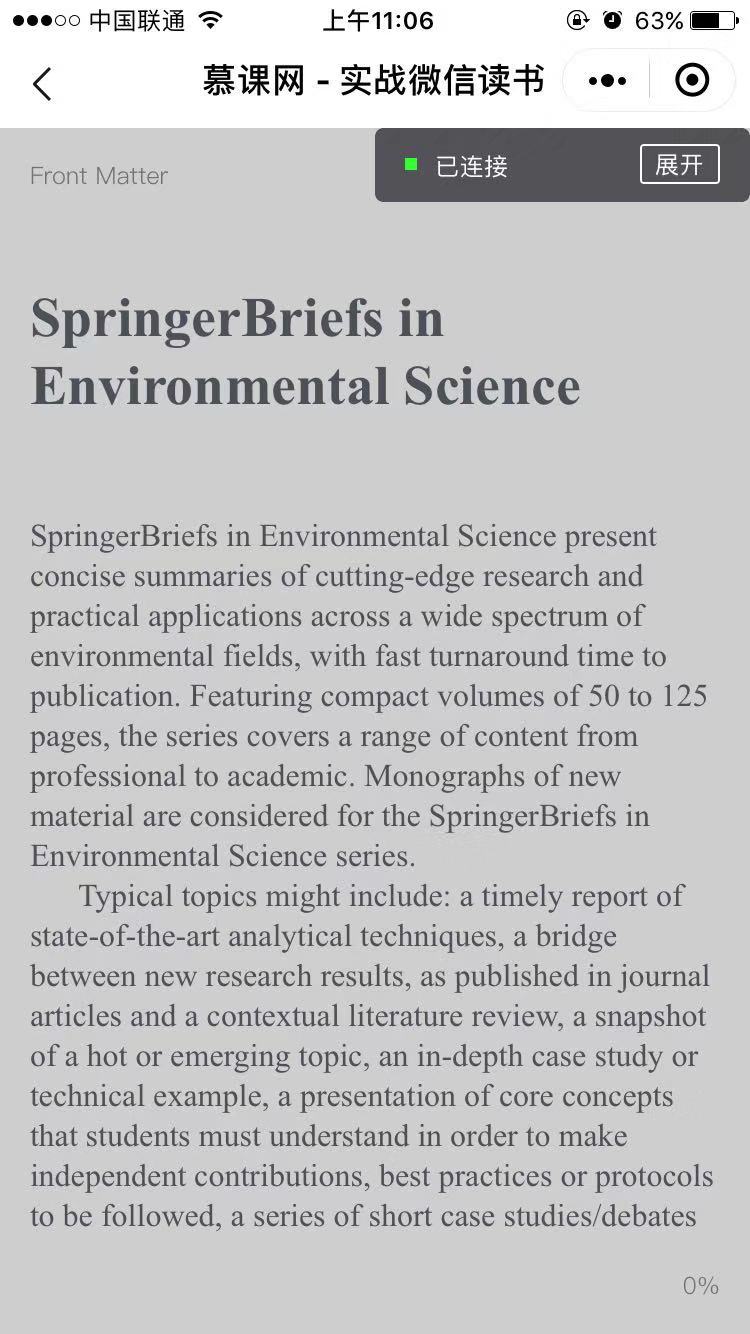 中国联通
上午11:06
63%
慕课网 - 实战微信读书
Front Matter
已连接
展开
SpringerBriefs in
Environmental Science
SpringerBriefs in Environmental Science present
concise summaries of cutting-edge research and
practical applications across a wide spectrum of
environmental fields, with fast turnaround time to
publication. Featuring compact volumes of 50 to 125
pages, the series covers a range of content from
professional to academic. Monographs of new
material are considered for the SpringerBriefs in
Environmental Science series.
Typical topics might include: a timely report of
state-of-the-art analytical techniques, a bridge
between new research results, as published in journal
articles and a contextual literature review, a snapshot
of a hot or emerging topic, an in-depth case study or
technical example, a presentation of core concepts
that students must understand in order to make
independent contributions, best practices or protocols
to be followed, a series of short case studies/debates
0%